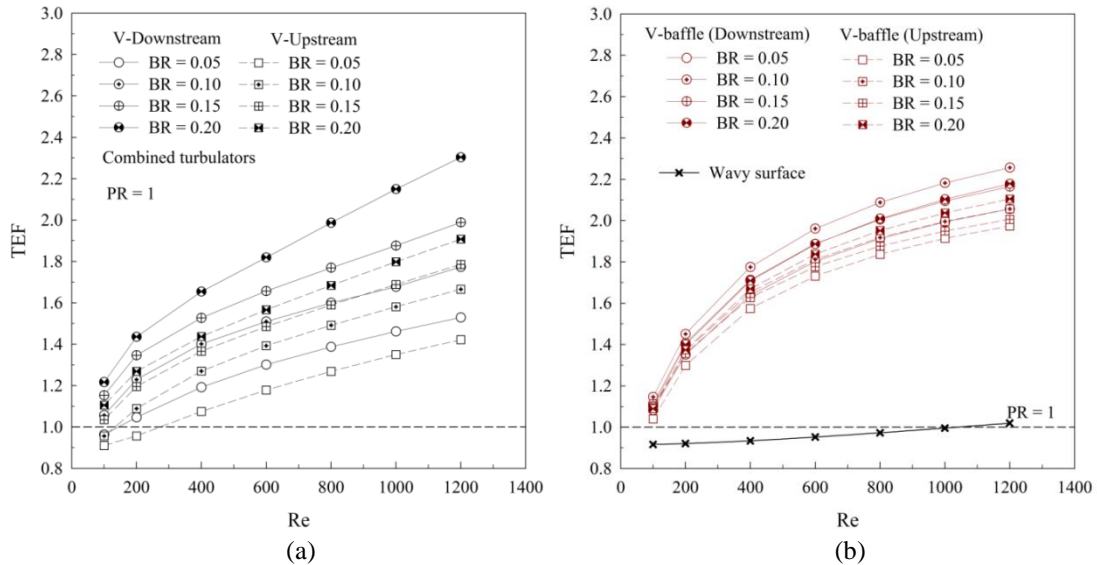 3.0
2.8
2.6
2.4
2.2
2.0
1.8
1.6
1.4
1.2
1.0
0.8
TEF
V-Downstream V-Upstream
BR = 0.05 BR = 0.05
BR = 0.10 BR = 0.10
BR = 0.15 BR = 0.15
BR = 0.20 BR = 0.20
Combined turbulators
PR = 1
0 200 400 600 800 1000 1200 1400
Re
(a)
3.0
2.8
2.6
2.4
2.2
2.0
1.8
1.6
1.4
1.2
1.0
0.8
TEF
V-baffle (Downstream) V-baffle (Upstream)
BR = 0.05 BR = 0.05
BR = 0.10 BR = 0.10
BR = 0.15 BR = 0.15
BR = 0.20 BR = 0.20
Wavy surface
PR = 1
0 200 400 600 800 1000 1200 1400
Re
(b)